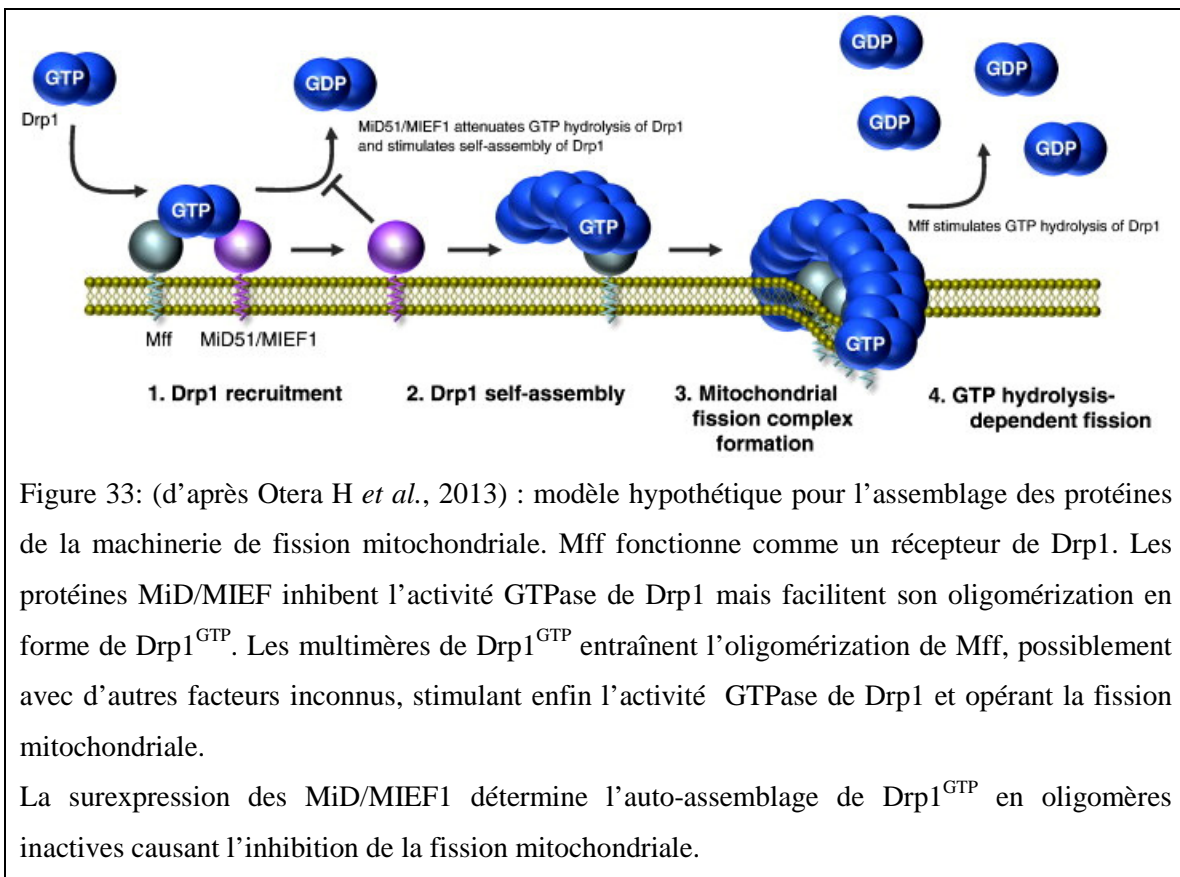 GTP
Drp1
GDP
MiD51/MIEF1 attenuates GTP hydrolysis of Drp1
and stimulates self-assembly of Drp1
GTP
GTP
GTP
GDP
GDP
GDP
GDP
Mff stimulates GTP hydrolysis of Drp1
Mff MiD51/MIEF1
1. Drp1 recruitment
2. Drp1 self-assembly
3. Mitochondrial
fission complex
formation
4. GTP hydrolysis-
dependent fission
Figure 33: (d’après Otera H et al., 2013) : modèle hypothétique pour l’assemblage des protéines
de la machinerie de fission mitochondriale. Mff fonctionne comme un récepteur de Drp1. Les
protéines MiD/MIEF inhibent l’activité GTPase de Drp1 mais facilitent son oligomérization en
forme de Drp1GTP. Les multimères de Drp1GTP entraînent l’oligomérization de Mff, possiblement
avec d’autres facteurs inconnus, stimulant enfin l’activité GTPase de Drp1 et opérant la fission
mitochondriale.
La surexpression des MiD/MIEF1 détermine l’auto-assemblage de Drp1GTP en oligomères
inactives causant l’inhibition de la fission mitochondriale.